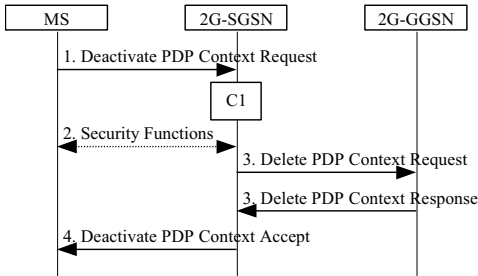 MS 2G-SGSN 2G-GGSN
1. Deactivate PDP Context Request
C1
2. Security Functions
3. Delete PDP Context Request
3. Delete PDP Context Response
4. Deactivate PDP Context Accept